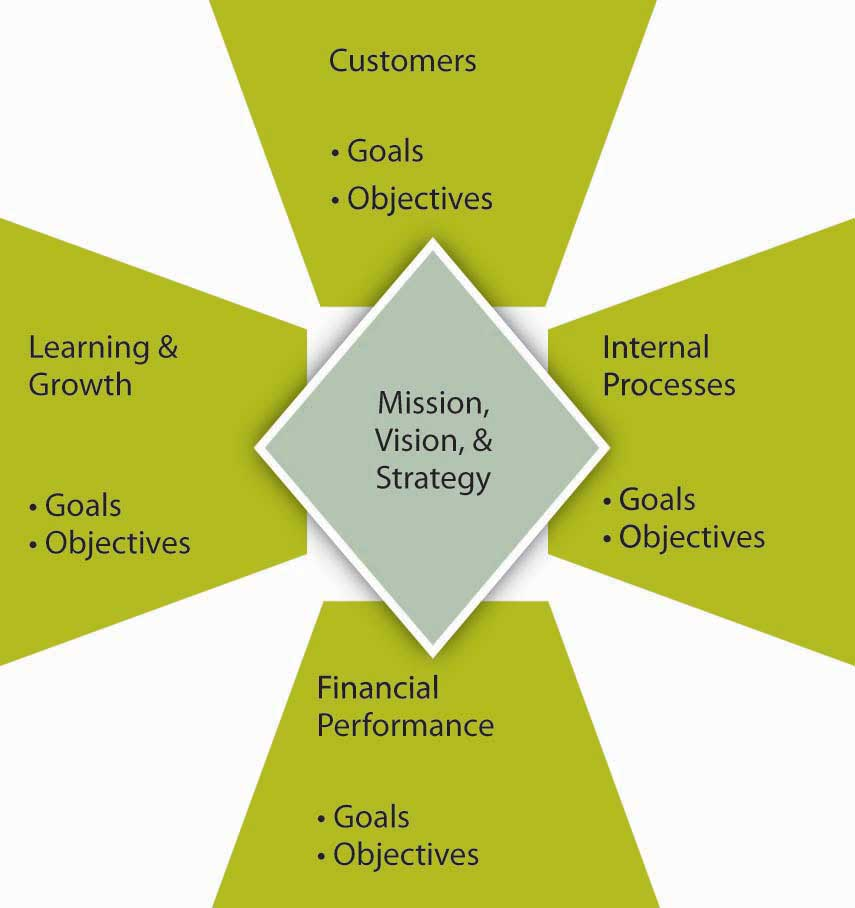 Customers
• Goals
• Objectives
Learning &
Growth
• Goals
• Objectives
Mission,
Vision, &
Strategy
Internal
Processes
• Goals
• Objectives
Financial
Performance
• Goals
• Objectives